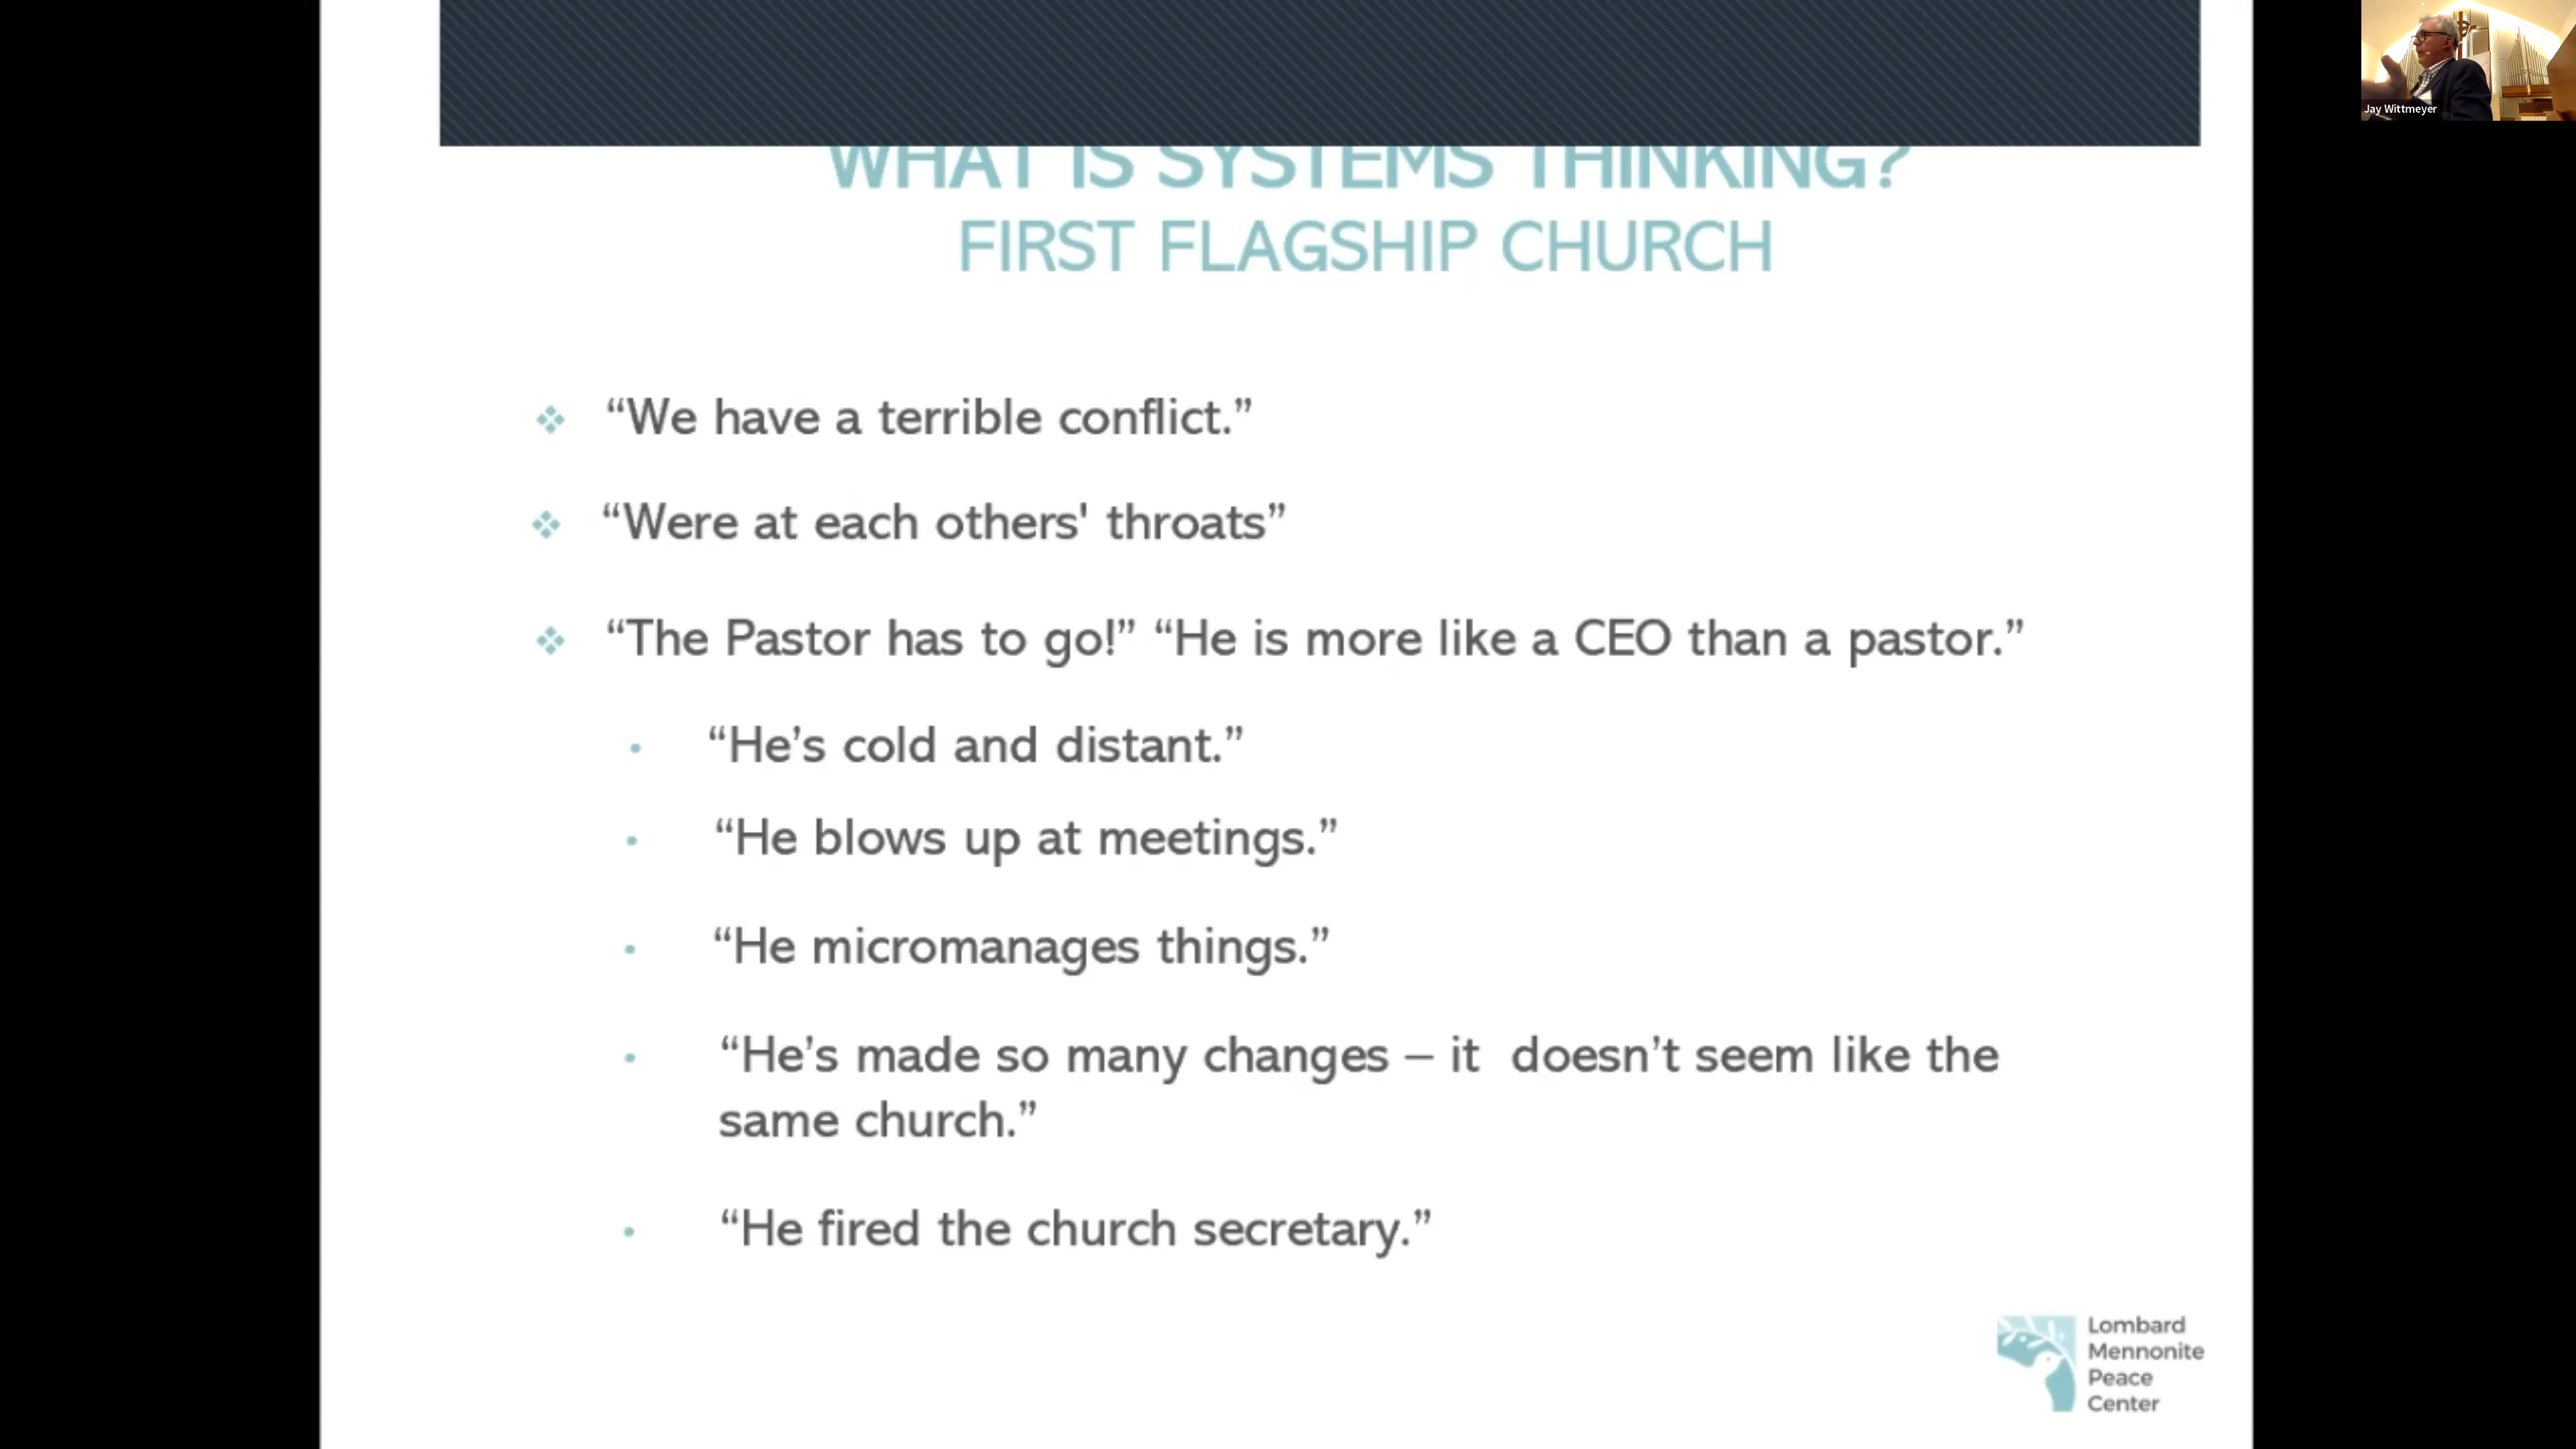 WHAT IS SYSTEMS THINKING?
FIRST FLAGSHIP CHURCH
“We have a terrible conflict.”
“Were at each others' throats”
“The Pastor has to go!” “He is more like a CEO than a pastor.”
“He’s cold and distant.”
“He blows up at meetings.”
“He micromanages things.”
“He’s made so many changes – it  doesn’t seem like the
same church.”
“He fired the church secretary.”
Lombard
Mennonite
Peace
Center
Jay Wittmeyer